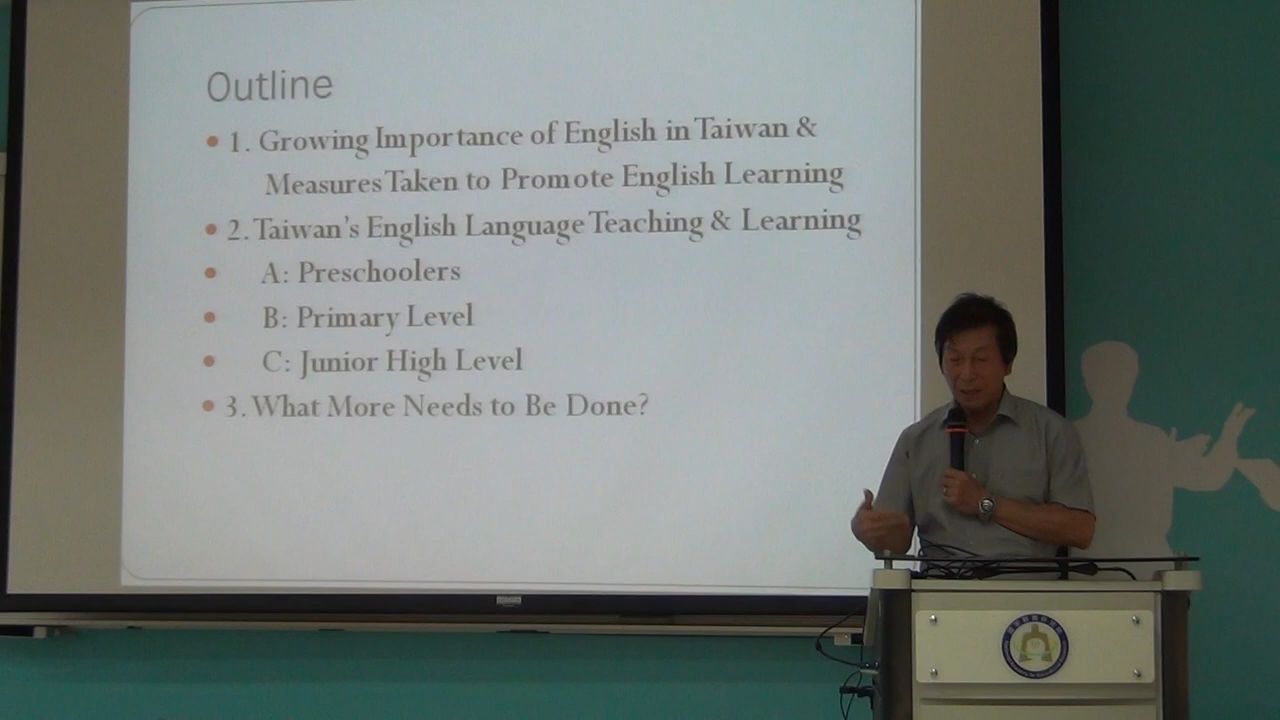 Outline
• 1. Growing Importance of English in Taiwan &
Measures Taken to Promote English Learning
• 2. Taiwan's English Language Teaching & Learning
• A: Preschoolers
• B: Primary Level
• C: Junior High Level
• 3. What More Needs to Be Done?